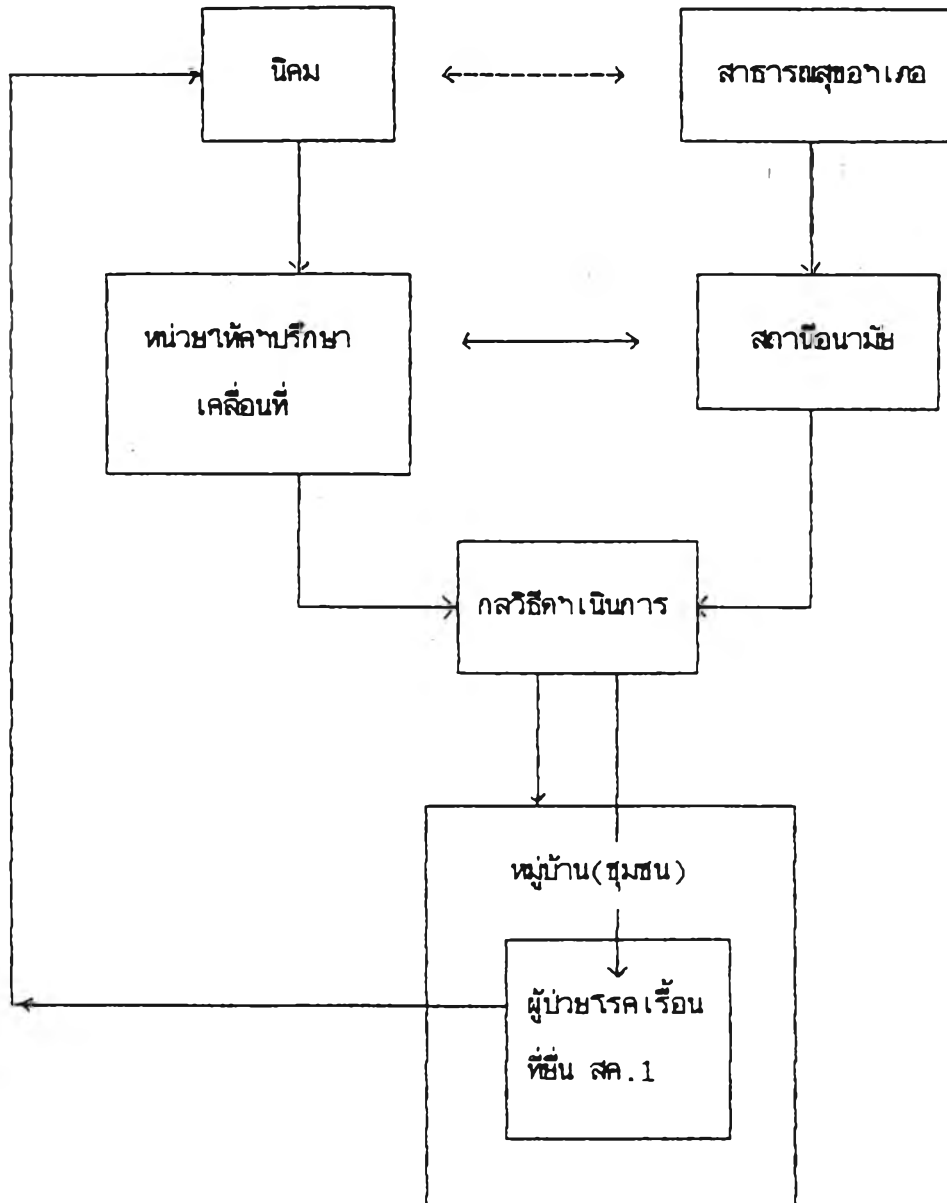 นิคม
สาธารณสุขอำเภอ
หน่วยให้คำปรึกษา
เคลื่อนที่
สถานีอนามัย
กลวิธีดำเนินการ
หมู่บ้าน(ชุมชน)
ผู้ป่วยโรคเรื้อน
ที่ยื่น สค.1